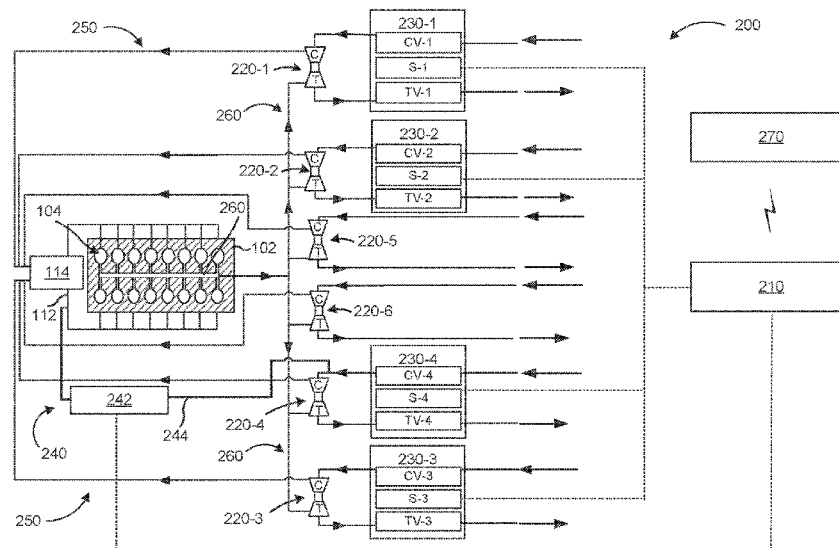 250
220-1
C
T
230-1
CV-1
S-1
TV-1
200
260
230-2
CV-2
S-2
TV-2
C
T
220-2
270
104
260
102
C
T
220-5
114
112
C
T
220-6
210
230-4
CV-4
S-4
TV-4
C
T
220-4
242
244
240
260
230-3
CV-3
S-3
TV-3
250
C
T
220-3